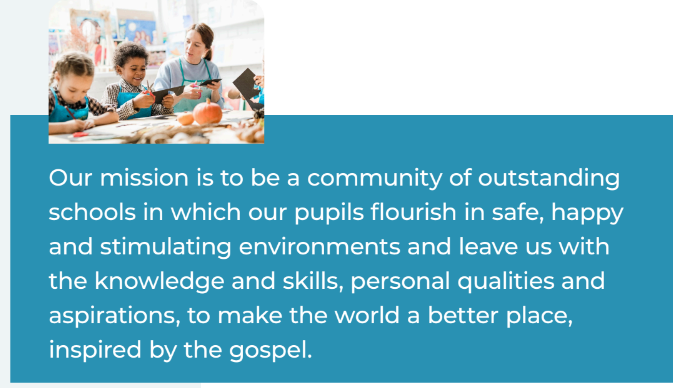 Our mission is to be a community of outstanding
schools in which our pupils flourish in safe, happy
and stimulating environments and leave us with
the knowledge and skills, personal qualities and
aspirations, to make the world a better place,
inspired by the gospel.